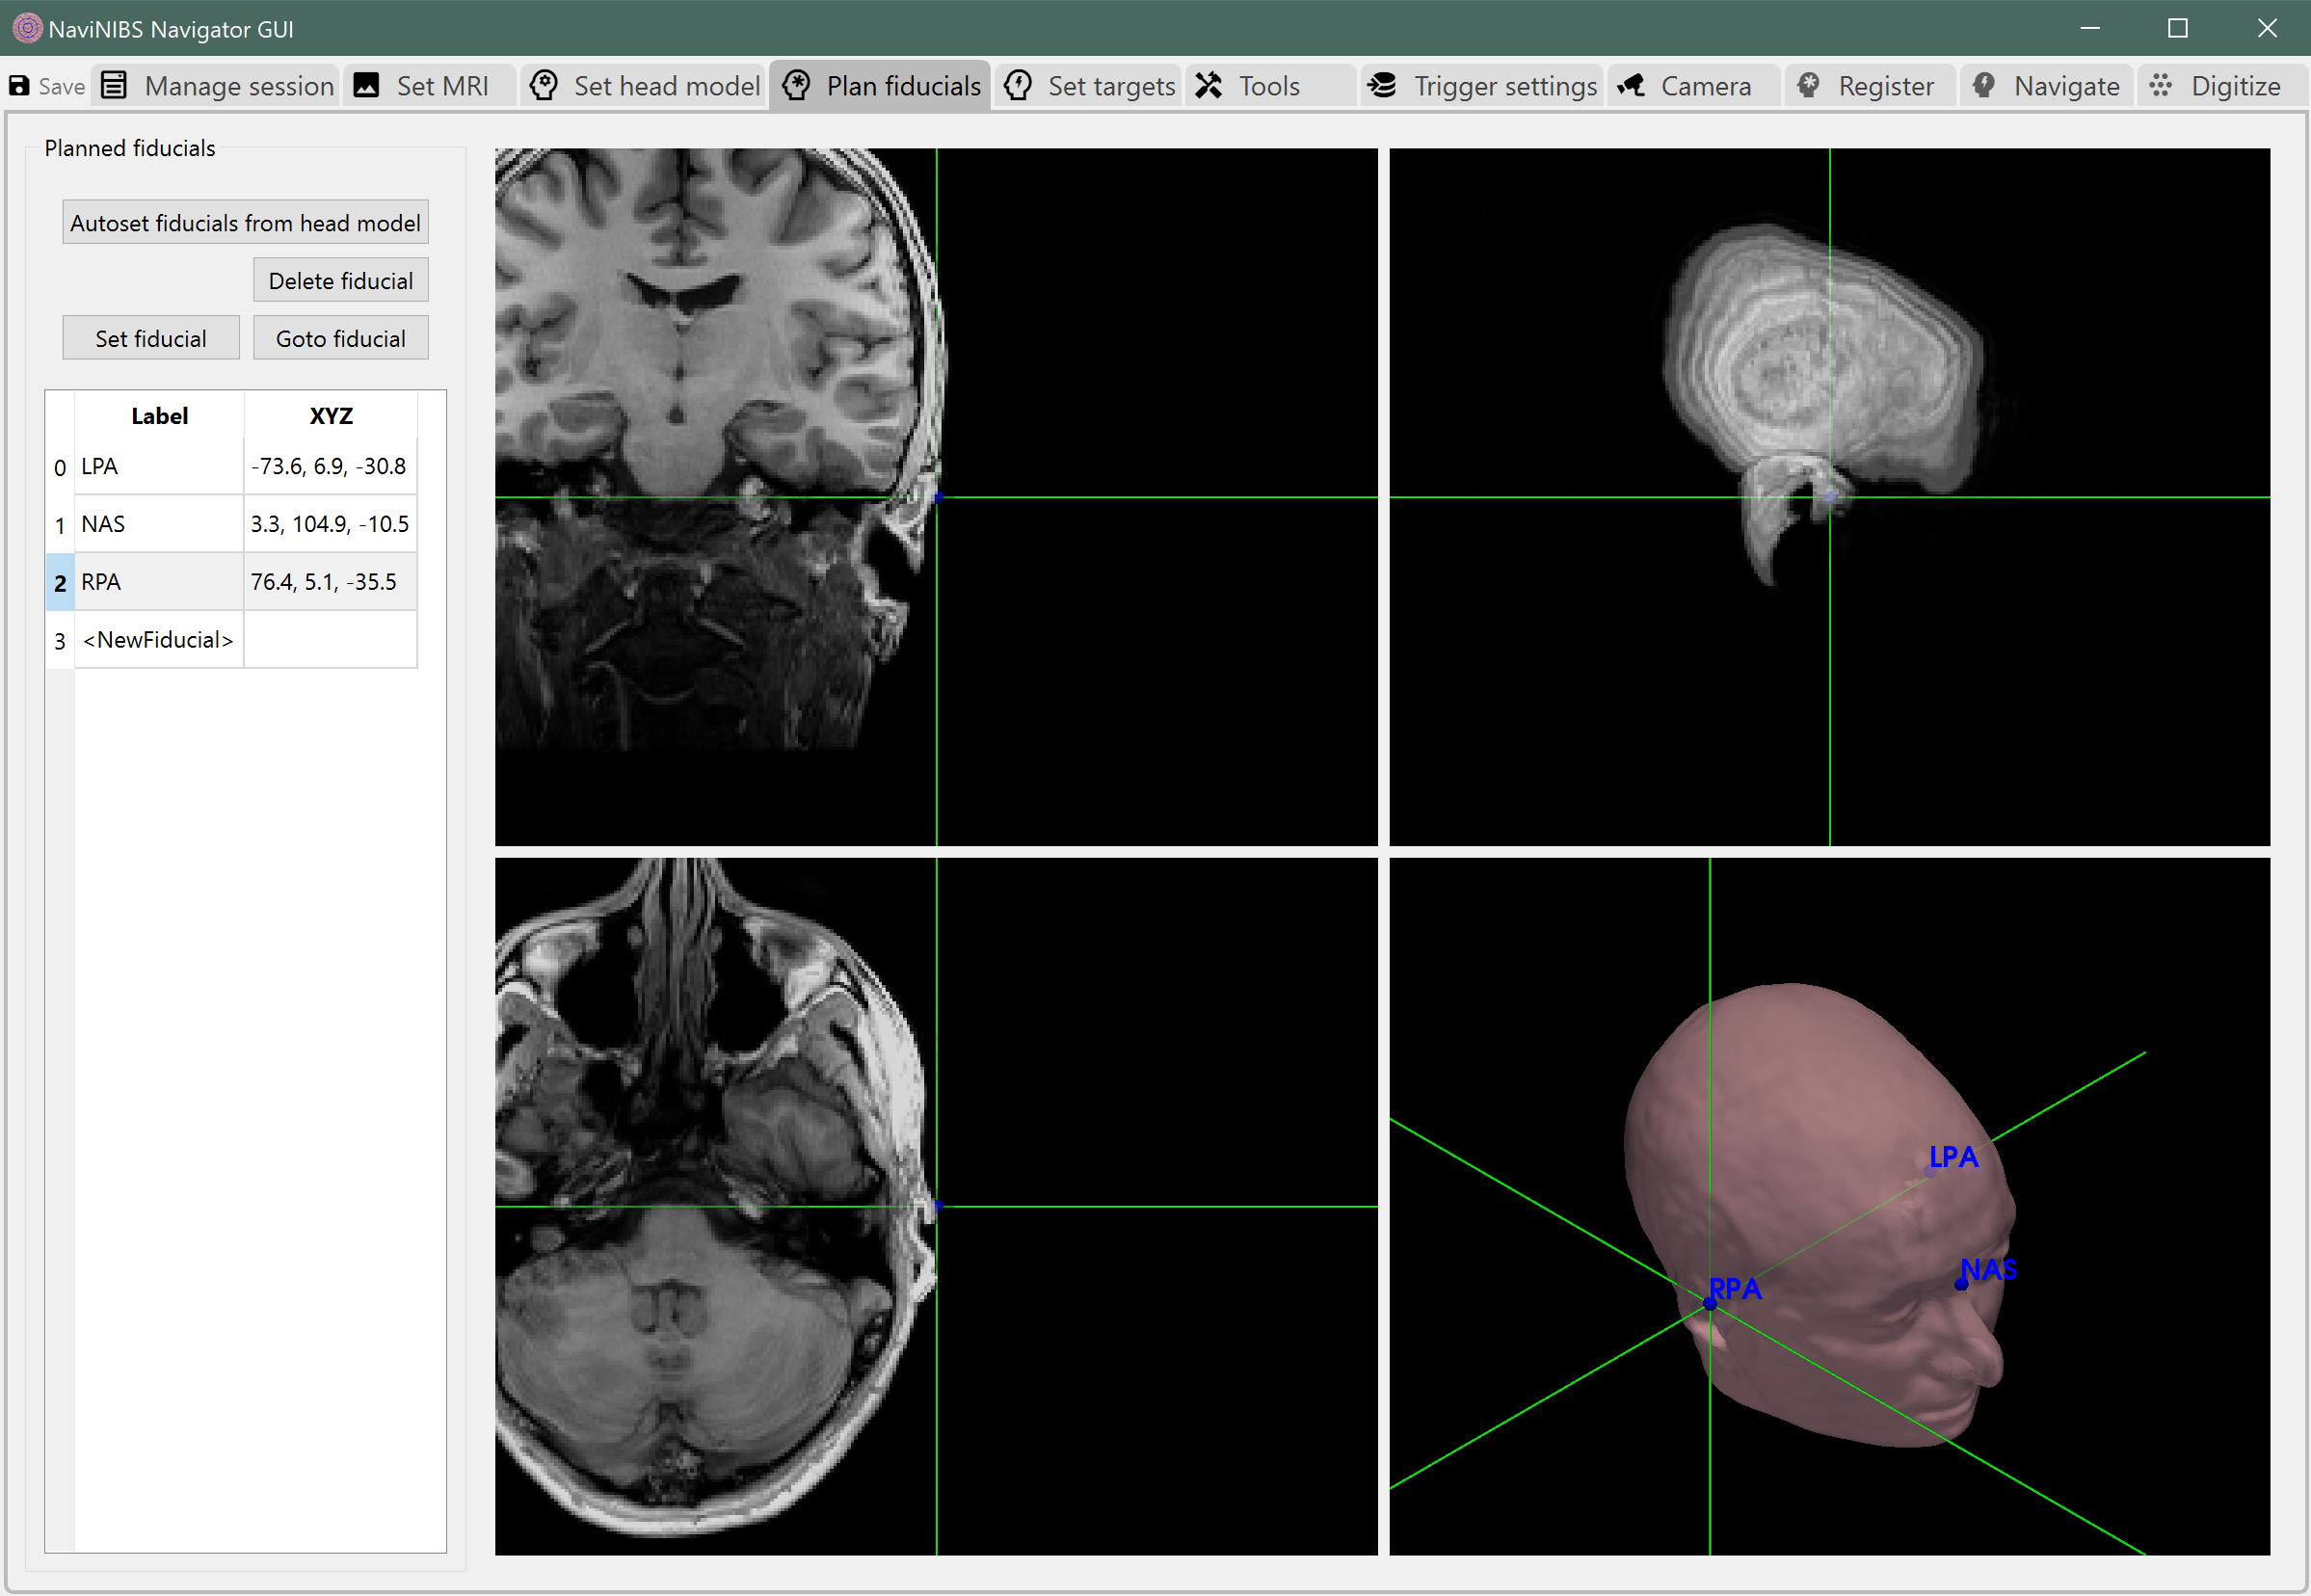 NaviNIBS Navigator GUI
Save Manage session Set MRI Set head model Plan fiducials Set targets Tools Trigger settings Camera Register Navigate Digitize
Planned fiducials
Autoset fiducials from head model
Delete fiducial
Set fiducial Goto fiducial
Label XYZ
0 LPA -73.6, 6.9, -30.8
1 NAS 3.3, 104.9, -10.5
2 RPA 76.4, 5.1, -35.5
3 <NewFiducial>
LPA
NAS
RPA